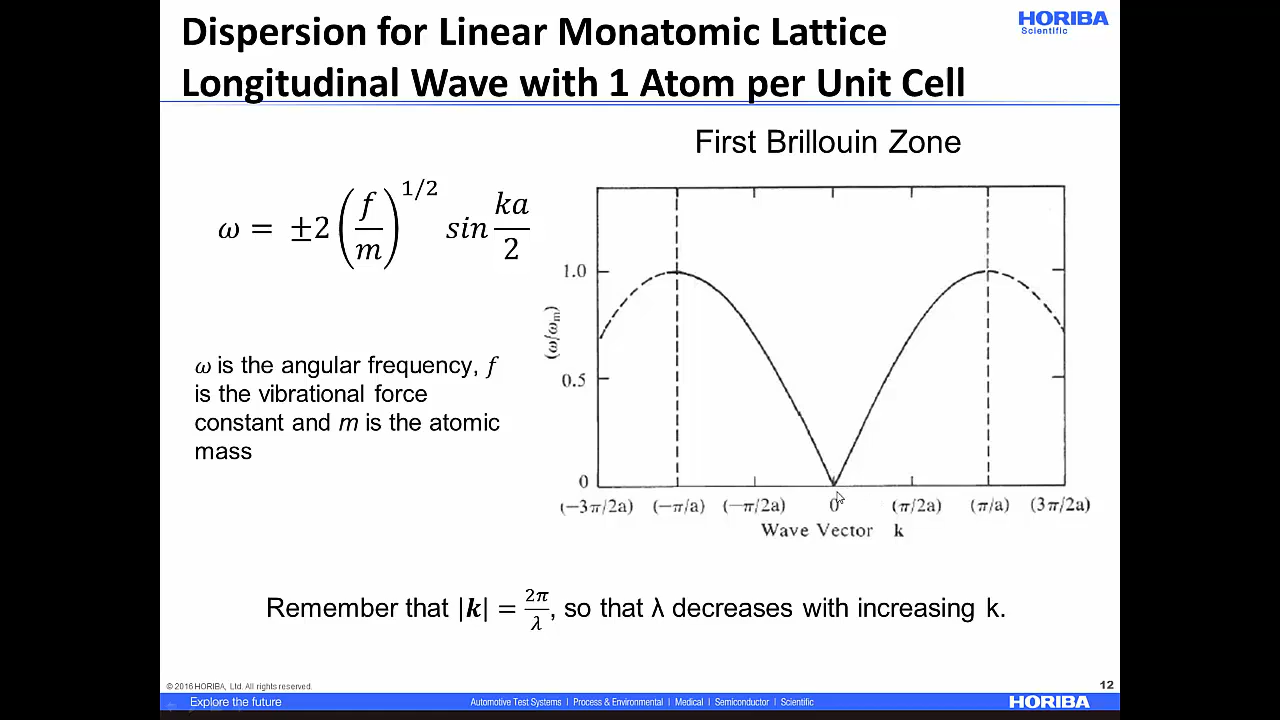 HORIBA
Scientific
Dispersion for Linear Monatomic Lattice
Longitudinal Wave with 1 Atom per Unit Cell
First Brillouin Zone
ω = ±2(f/m)^1/2 sin ka/2
1.0
0.5
0
(ω/ωm)
(−3π/2a) (−π/a) (−π/2a) 0 (π/2a) (π/a) (3π/2a)
Wave Vector k
ω is the angular frequency, f
is the vibrational force
constant and m is the atomic
mass
Remember that |k| = 2π/λ, so that λ decreases with increasing k.
© 2016 HORIBA, Ltd. All rights reserved.
12
Explore the future
Automotive Test Systems | Process & Environmental | Medical | Semiconductor | Scientific
HORIBA